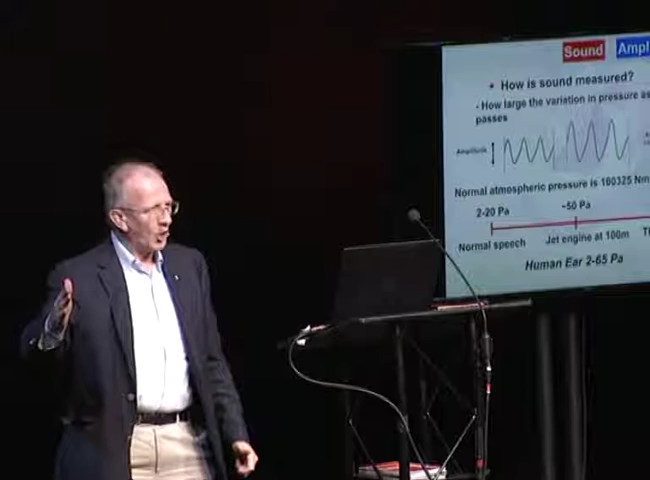 Sound
Ampl
• How is sound measured?
- How large the variation in pressure as
passes
Amplitude
Normal atmospheric pressure is 100325 Nm
2-20 Pa
~50 Pa
Normal speech
Jet engine at 100m
Human Ear 2-65 Pa